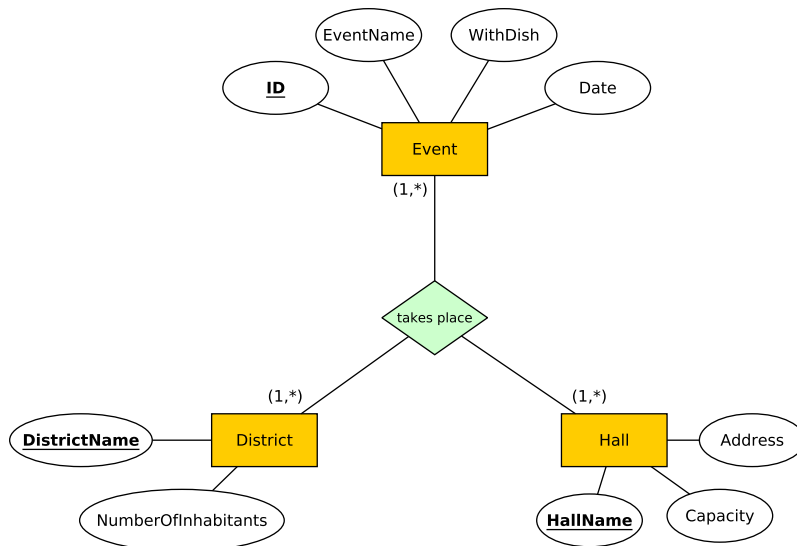 EventName
WithDish
ID
Date
Event
(1,*)
takes place
(1,*)
(1,*)
DistrictName
District
Hall
Address
NumberOfInhabitants
HallName
Capacity